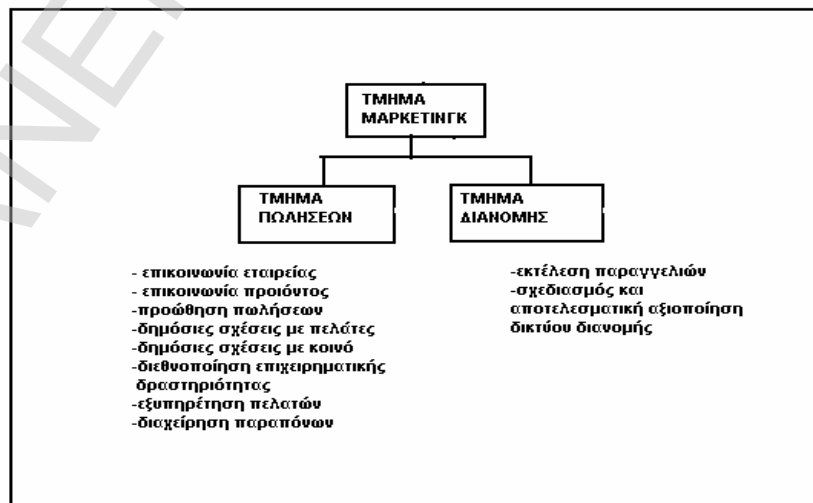 ΤΜΗΜΑ
ΜΑΡΚΕΤΙΝΓΚ
ΤΜΗΜΑ
ΠΩΛΗΣΕΩΝ
ΤΜΗΜΑ
ΔΙΑΝΟΜΗΣ
- επικοινωνία εταιρείας
- επικοινωνία προιόντος
-προώθηση πωλήσεων
-δημόσιες σχέσεις με πελάτες
-δημόσιες σχέσεις με κοινό
-διεθνοποίηση επιχειρηματικής
δραστηριότητας
-εξυπηρέτηση πελατών
-διαχείρηση παραπόνων
-εκτέλεση παραγγελιών
-σχεδιασμός και
αποτελεσματική αξιοποίηση
δικτύου διανομής